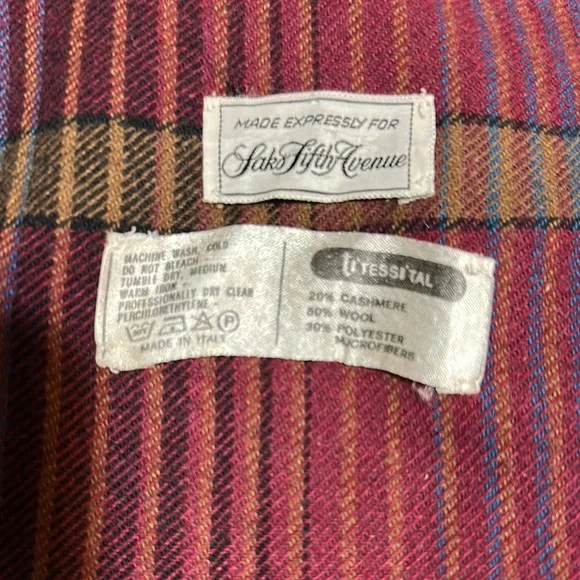 MADE EXPRESSLY FOR
Saks Fifth Avenue
MACHINE WASH, COLD
DO NOT BLEACH
TUMBLE DRY, MEDIUM
WARM IRON
PROFESSIONALLY DRY CLEAN
PERCHLORETHYLENE
P
MADE IN ITALY
ti TESSITAL
20% CASHMERE
50% WOOL
30% POLYESTER
MICROFIBERS